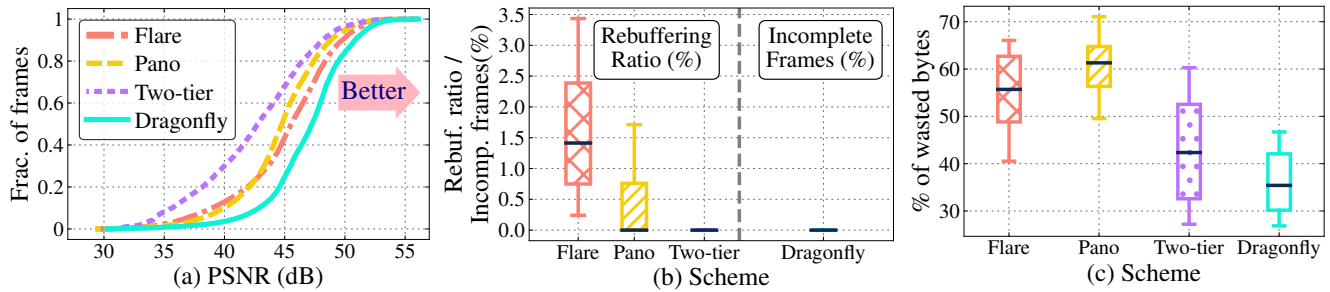 Frac. of frames
1
0.8
0.6
0.4
0.2
0
Flare
Pano
Two-tier
Dragonfly
Better
30
35
40
45
50
55
(a) PSNR (dB)
Rebuf. ratio /
Incomp. frames(%)
3.5
3.0
2.5
2.0
1.5
1.0
0.5
0.0
Rebuffering
Ratio (%)
Incomplete
Frames (%)
Flare
Pano
Two-tier
Dragonfly
(b) Scheme
% of wasted bytes
70
60
50
40
30
Flare
Pano
Two-tier
Dragonfly
(c) Scheme